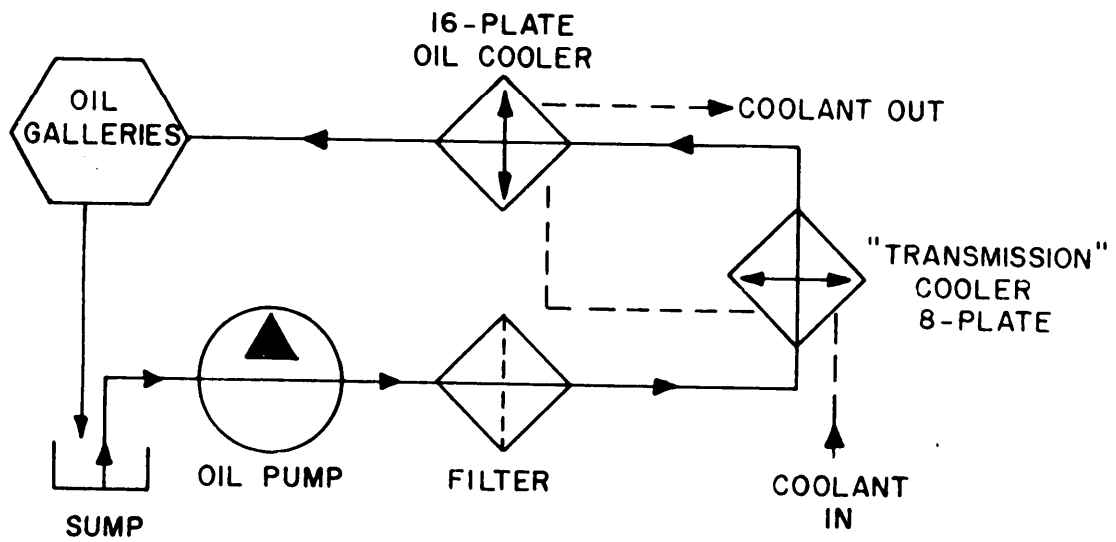 16-PLATE
OIL COOLER
OIL
GALLERIES
COOLANT OUT
"TRANSMISSION"
COOLER
8-PLATE
OIL PUMP
FILTER
COOLANT
IN
SUMP